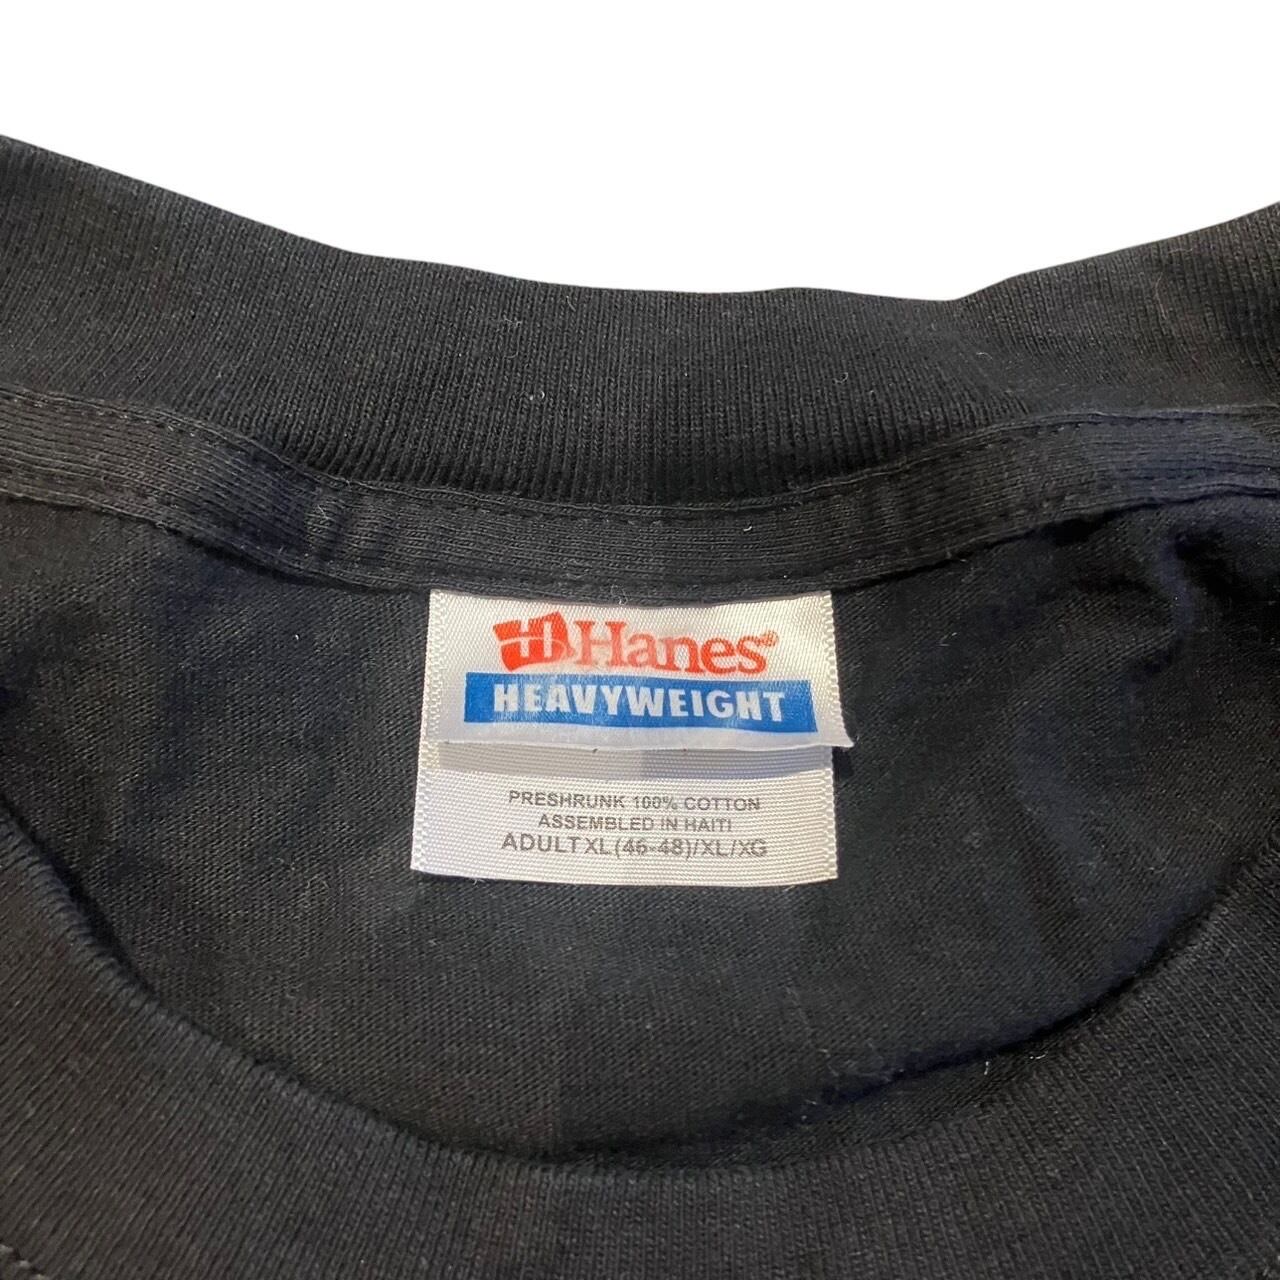 Hanes®
HEAVYWEIGHT
PRESHRUNK 100% COTTON
ASSEMBLED IN HAITI
ADULT XL (46-48)/XL/XG